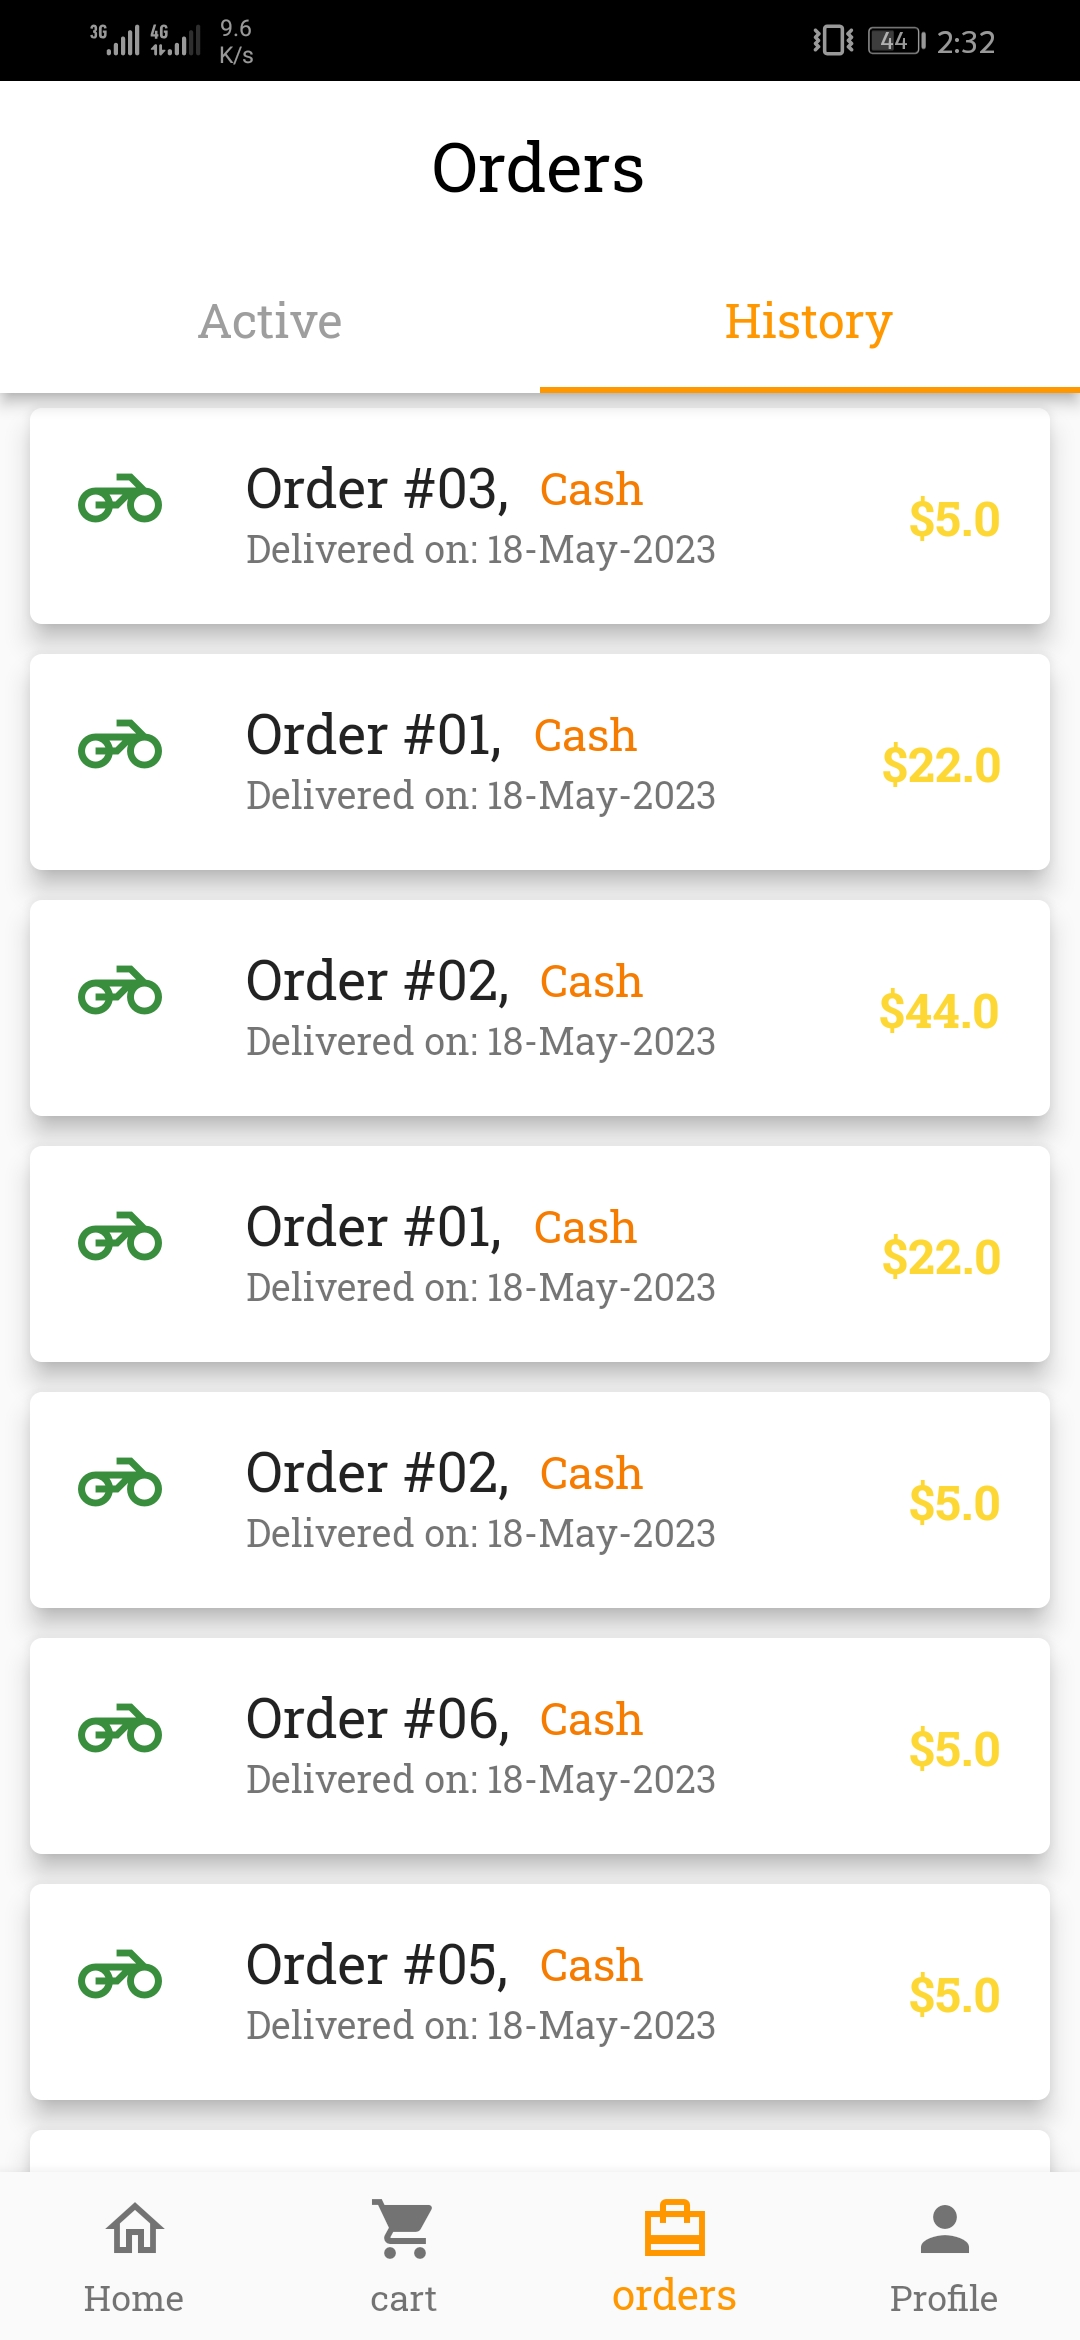 3G 4G 9.6 K/s 44 2:32
Orders
Active History
Order #03, Cash
Delivered on: 18-May-2023
$5.0
Order #01, Cash
Delivered on: 18-May-2023
$22.0
Order #02, Cash
Delivered on: 18-May-2023
$44.0
Order #01, Cash
Delivered on: 18-May-2023
$22.0
Order #02, Cash
Delivered on: 18-May-2023
$5.0
Order #06, Cash
Delivered on: 18-May-2023
$5.0
Order #05, Cash
Delivered on: 18-May-2023
$5.0
Home cart orders Profile